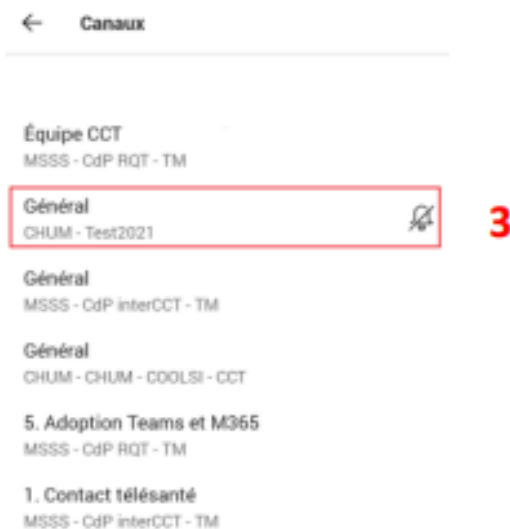 Canaux
Équipe CCT
MSSS - CdP RQT - TM
Général
CHUM - Test2021
3
Général
MSSS - CdP interCCT - TM
Général
CHUM - CHUM - COOLSI - CCT
5. Adoption Teams et M365
MSSS - CdP RQT - TM
1. Contact télésanté
MSSS - CdP interCCT - TM